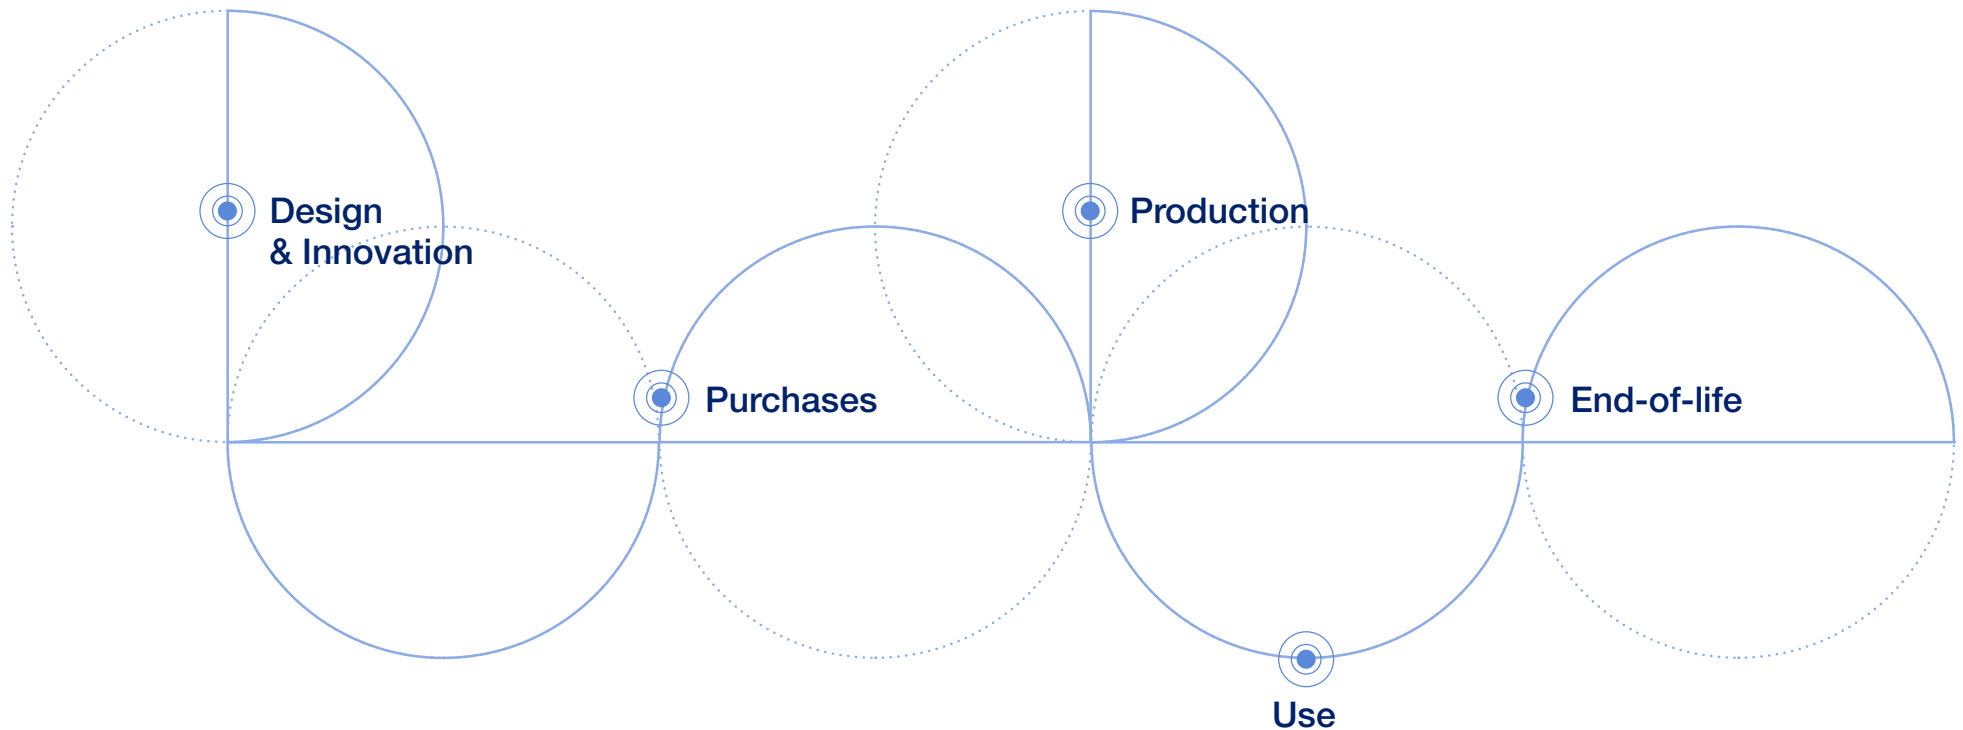 Design
& Innovation
Production
Purchases
End-of-life
Use